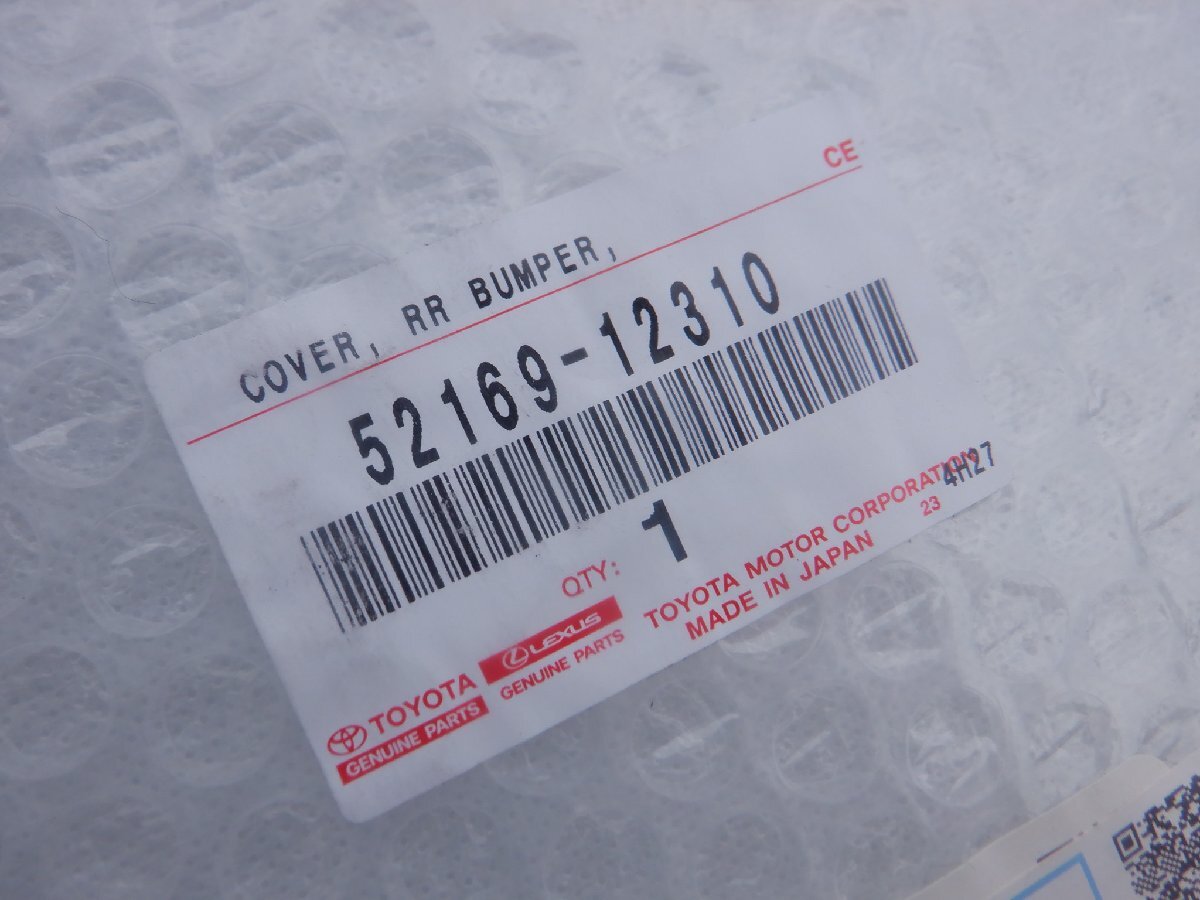 CE
COVER, RR BUMPER,
52169-12310
QTY: 1
TOYOTA
GENUINE PARTS
LEXUS
GENUINE PARTS
TOYOTA MOTOR CORPORATION
MADE IN JAPAN
23
4H27